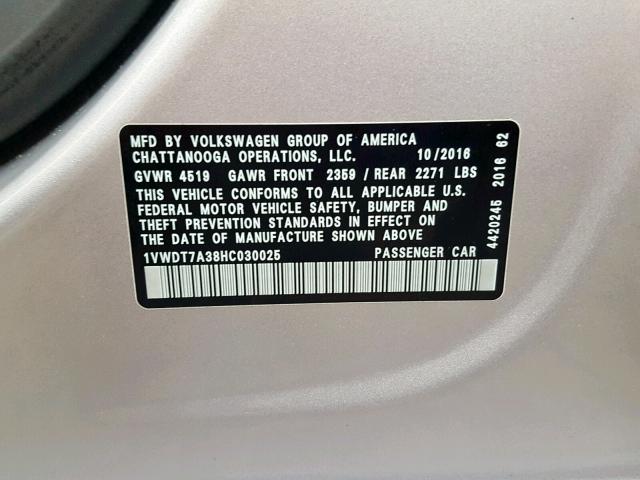 MFD BY VOLKSWAGEN GROUP OF AMERICA
CHATTANOOGA OPERATIONS, LLC. 10/2016
GVWR 4519 GAWR FRONT 2359 / REAR 2271 LBS
THIS VEHICLE CONFORMS TO ALL APPLICABLE U.S.
FEDERAL MOTOR VEHICLE SAFETY, BUMPER AND
THEFT PREVENTION STANDARDS IN EFFECT ON
THE DATE OF MANUFACTURE SHOWN ABOVE
1VWDT7A38HC030025 PASSENGER CAR
4420245 2016 62